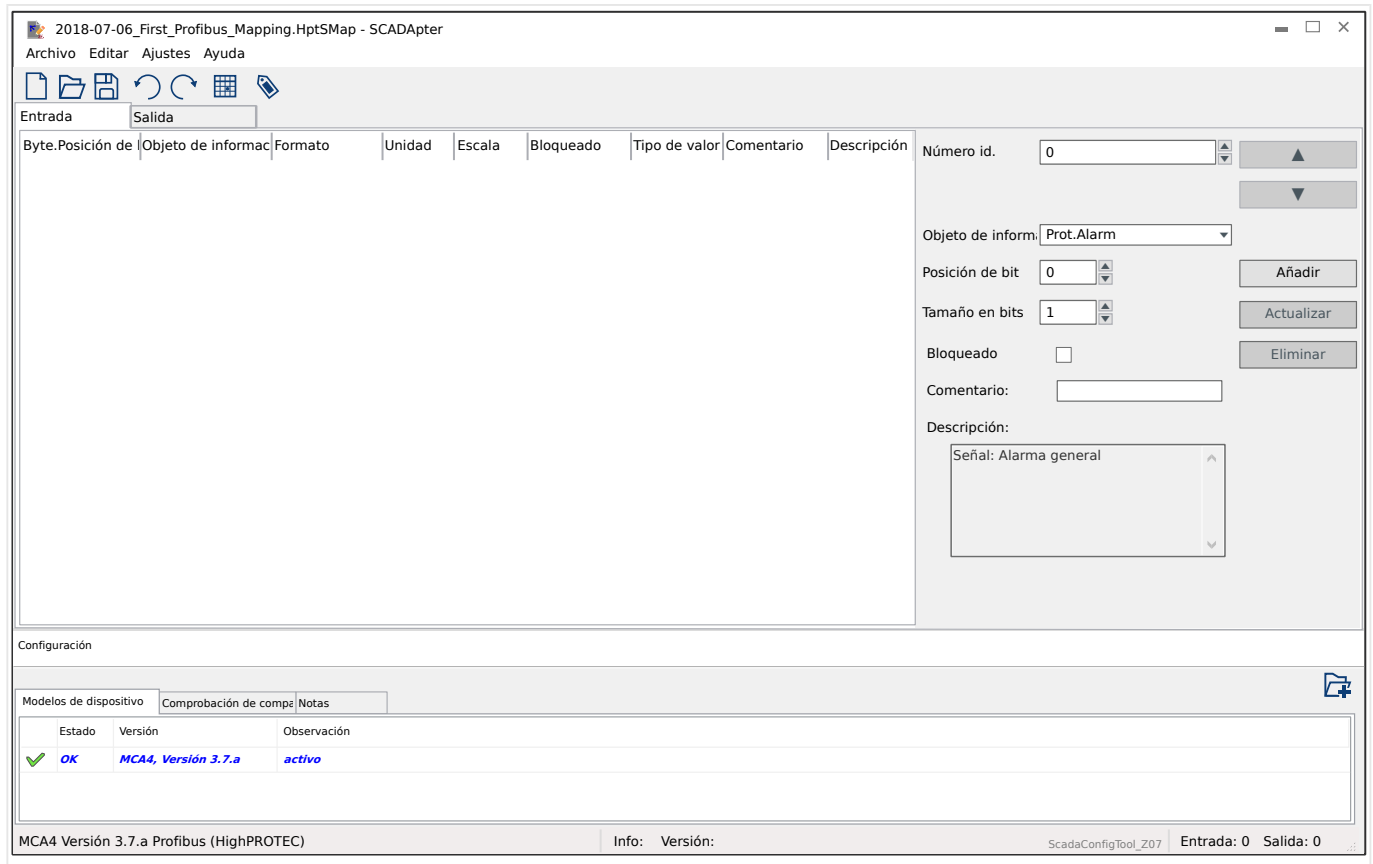 2018-07-06_First_Profibus_Mapping.HptSMap - SCADApter
Archivo Editar Ajustes Ayuda
Entrada Salida
Byte.Posición de Objeto de informac Formato Unidad Escala Bloqueado Tipo de valor Comentario Descripción
Número id. 0
Objeto de inform Prot.Alarm
Posición de bit 0 Añadir
Tamaño en bits 1 Actualizar
Bloqueado Eliminar
Comentario:
Descripción:
Señal: Alarma general
Configuración
Modelos de dispositivo Comprobación de compa Notas
Estado Versión Observación
OK MCA4, Versión 3.7.a activo
MCA4 Versión 3.7.a Profibus (HighPROTEC) Info: Versión: ScadaConfigTool_Z07 Entrada: 0 Salida: 0